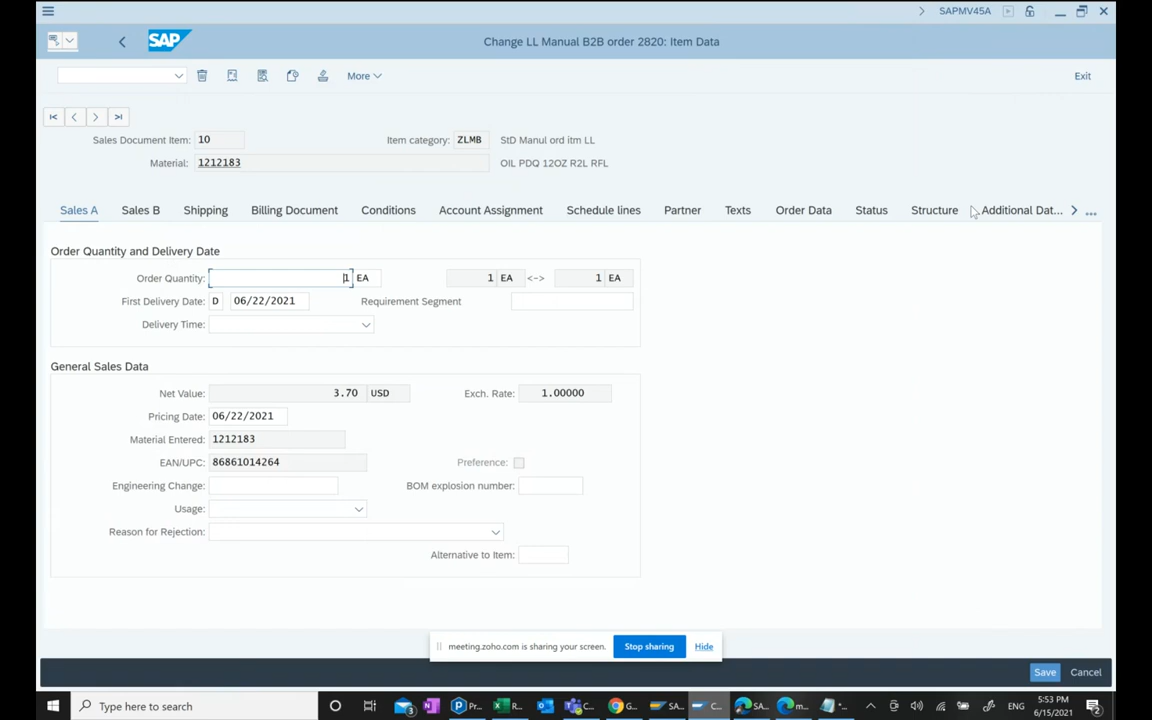 SAPMV45A
SAP
Change LL Manual B2B order 2820: Item Data
More
Exit
Sales Document Item: 10 Item category: ZLMB StD Manul ord itm LL
Material: 1212183 OIL PDQ 12OZ R2L RFL
Sales A Sales B Shipping Billing Document Conditions Account Assignment Schedule lines Partner Texts Order Data Status Structure Additional Dat...
Order Quantity and Delivery Date
Order Quantity: 1 EA 1 EA <-> 1 EA
First Delivery Date: D 06/22/2021 Requirement Segment
Delivery Time:
General Sales Data
Net Value: 3.70 USD Exch. Rate: 1.00000
Pricing Date: 06/22/2021
Material Entered: 1212183
EAN/UPC: 86861014264 Preference:
Engineering Change: BOM explosion number:
Usage:
Reason for Rejection:
Alternative to Item:
meeting.zoho.com is sharing your screen. Stop sharing Hide
Save Cancel
Type here to search 3 Pr... R... C... G... SA... C... SA... m... ENG 5:53 PM
6/15/2021 2